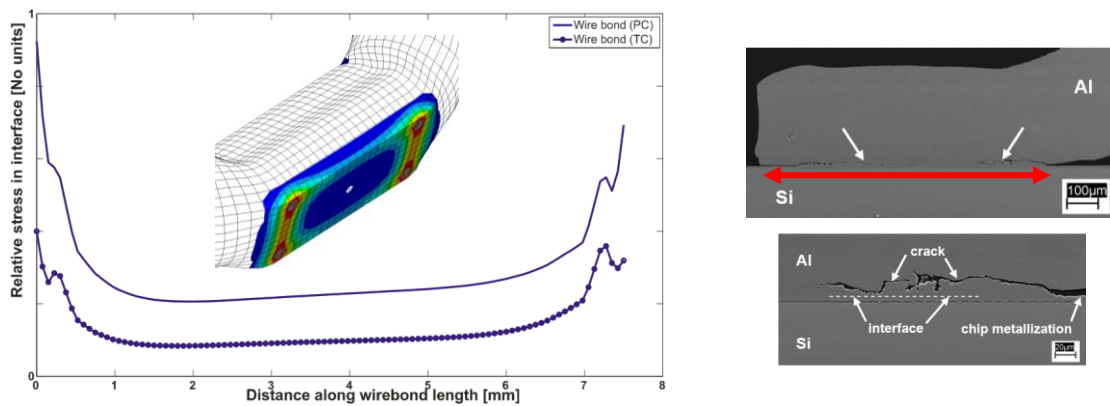 Wire bond (PC)
Wire bond (TC)
Relative stress in interface [No units]
1
0
0 1 2 3 4 5 6 7 8
Distance along wirebond length [mm]
Al
Si
100µm
Al
crack
interface
chip metallization
Si
20µm